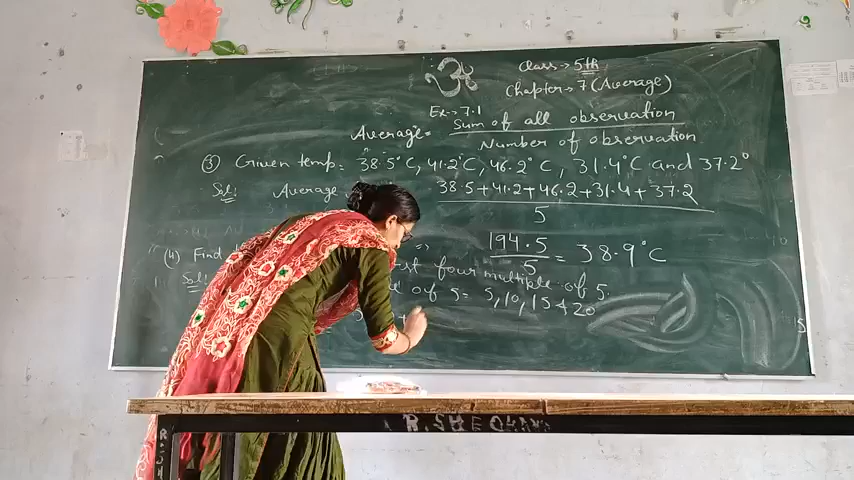 ॐ
Class → 5th
Chapter → 7 (Average)
Ex → 7.1
Average = Sum of all observation
Number of observation
(3) Given temp = 38.5°C, 41.2°C, 46.2°C, 31.4°C and 37.2°
Sol: Average 38.5+41.2+46.2+31.4+37.2
5
194.5 = 38.9°C
5
(4) Find four multiple of 5.
Sol: of 5 = 5, 10, 15 & 20
R.SHE